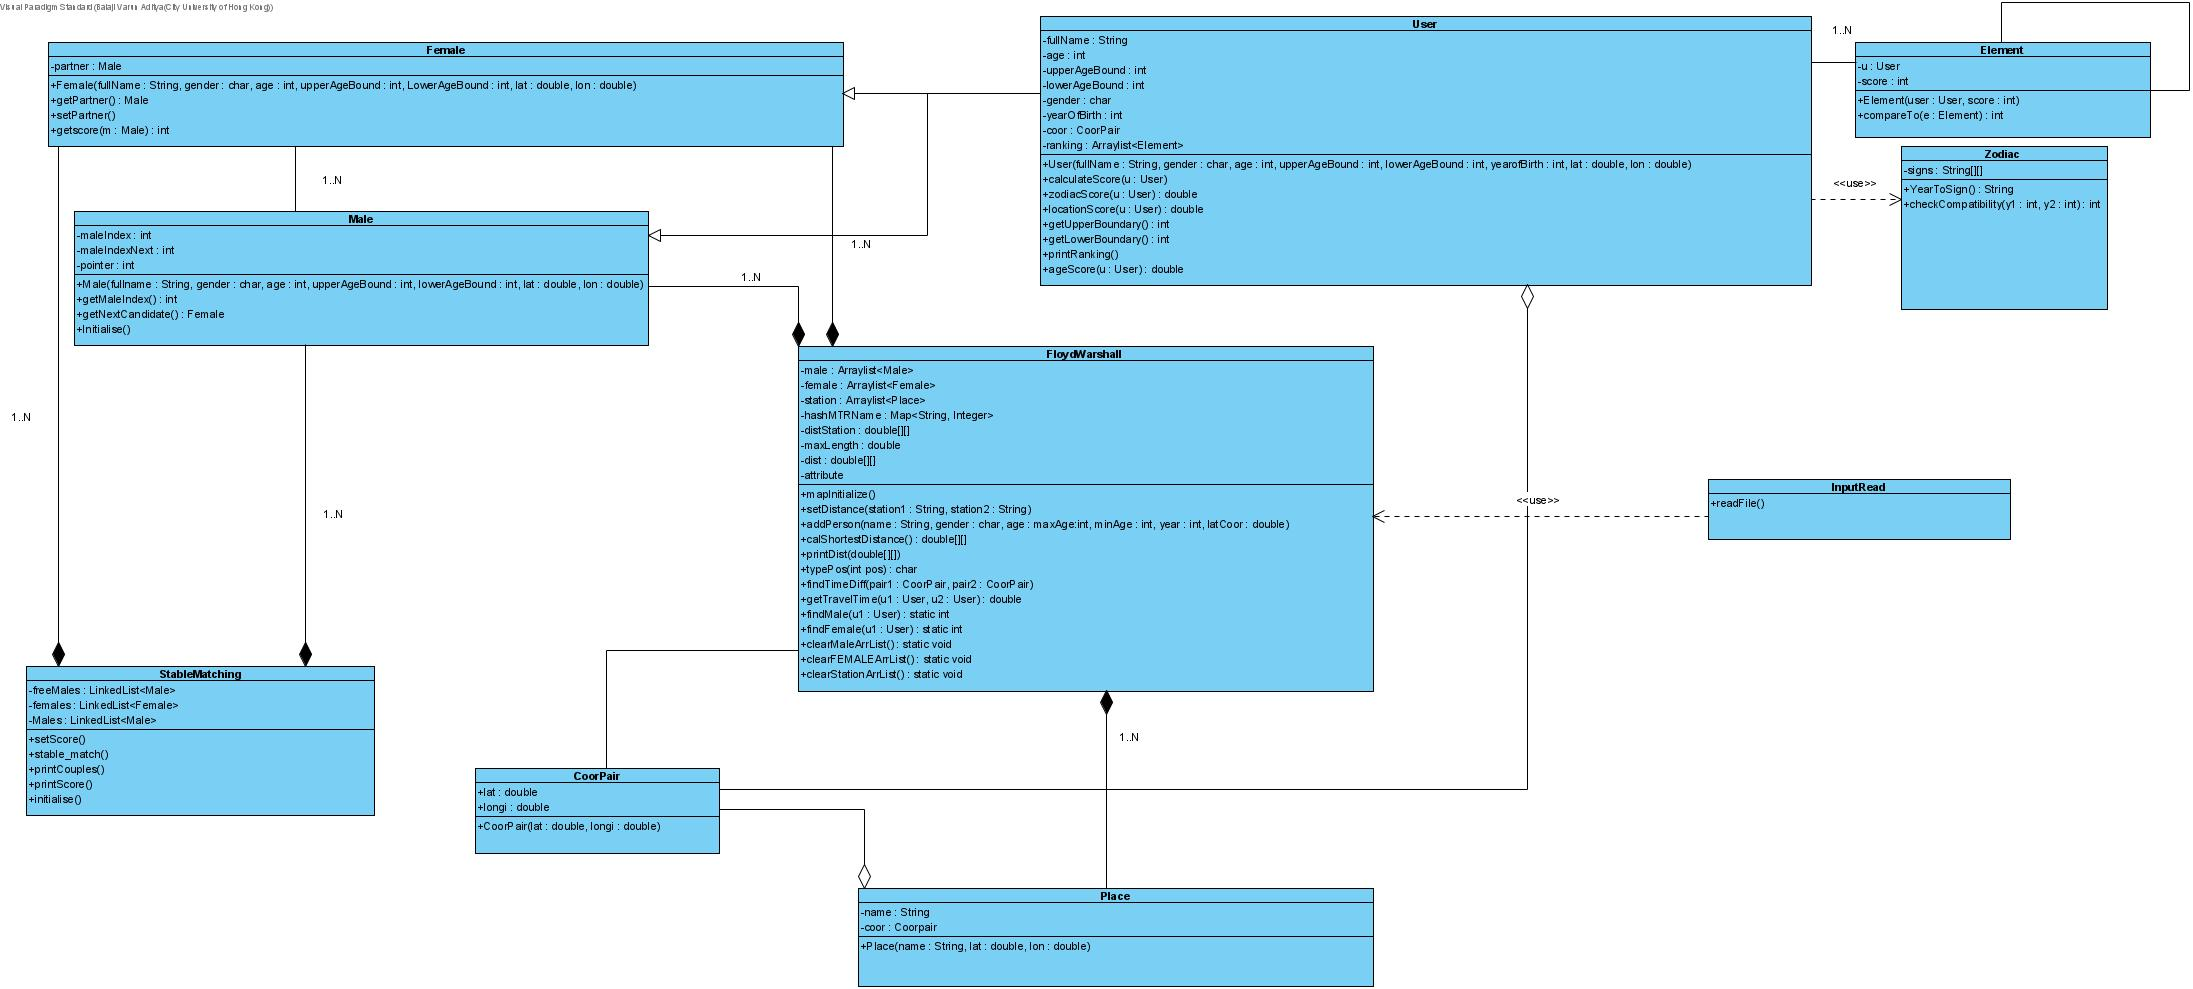 Visual Paradigm Standard(Balaji Varun Aditya(City University of Hong Kong))
Female
-partner : Male
+Female(fullName : String, gender : char, age : int, upperAgeBound : int, LowerAgeBound : int, lat : double, lon : double)
+getPartner() : Male
+setPartner()
+getscore(m : Male) : int
User
-fullName : String
-age : int
-upperAgeBound : int
-lowerAgeBound : int
-gender : char
-yearOfBirth : int
-coor : CoorPair
-ranking : Arraylist<Element>
+User(fullName : String, gender : char, age : int, upperAgeBound : int, lowerAgeBound : int, yearofBirth : int, lat : double, lon : double)
+calculateScore(u : User)
+zodiacScore(u : User) : double
+locationScore(u : User) : double
+getUpperBoundary() : int
+getLowerBoundary() : int
+printRanking()
+ageScore(u : User) : double
1..N
Element
-u : User
-score : int
+Element(user : User, score : int)
+compareTo(e : Element) : int
<<use>>
Zodiac
-signs : String[][]
+YearToSign() : String
+checkCompatibility(y1 : int, y2 : int) : int
1..N
Male
-maleIndex : int
-maleIndexNext : int
-pointer : int
+Male(fullname : String, gender : char, age : int, upperAgeBound : int, lowerAgeBound : int, lat : double, lon : double)
+getMaleIndex() : int
+getNextCandidate() : Female
+Initialise()
1..N
1..N
FloydWarshall
-male : Arraylist<Male>
-female : Arraylist<Female>
-station : Arraylist<Place>
-hashMTRName : Map<String, Integer>
-distStation : double[][]
-maxLength : double
-dist : double[][]
-attribute
+mapInitialize()
+setDistance(station1 : String, station2 : String)
+addPerson(name : String, gender : char, age : maxAge:int, minAge : int, year : int, latCoor : double)
+calShortestDistance() : double[][]
+printDist(double[][])
+typePos(int pos) : char
+findTimeDiff(pair1 : CoorPair, pair2 : CoorPair)
+getTravelTime(u1 : User, u2 : User) : double
+findMale(u1 : User) : static int
+findFemale(u1 : User) : static int
+clearMaleArrList() : static void
+clearFEMALEArrList() : static void
+clearStationArrList() : static void
<<use>>
InputRead
+readFile()
1..N
1..N
StableMatching
-freeMales : LinkedList<Male>
-females : LinkedList<Female>
-Males : LinkedList<Male>
+setScore()
+stable_match()
+printCouples()
+printScore()
+initialise()
1..N
CoorPair
+lat : double
+longi : double
+CoorPair(lat : double, longi : double)
Place
-name : String
-coor : Coorpair
+Place(name : String, lat : double, lon : double)